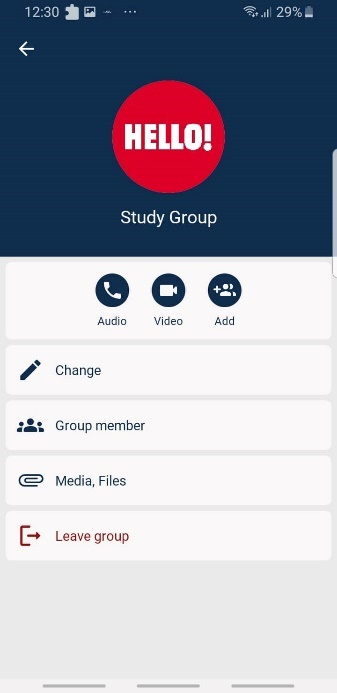 12:30 29%
HELLO!
Study Group
Audio Video Add
Change
Group member
Media, Files
Leave group